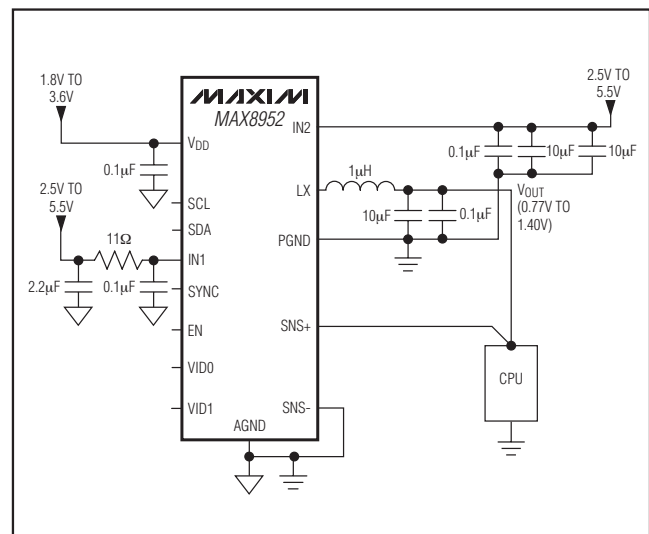 1.8V TO
3.6V
MAXIM
MAX8952
2.5V TO
5.5V
IN2
VDD
0.1µF
0.1µF
10µF
10µF
1µH
LX
VOUT
(0.77V TO
1.40V)
2.5V TO
5.5V
SCL
SDA
10µF
0.1µF
11Ω
IN1
PGND
2.2µF
0.1µF
SYNC
EN
SNS+
VID0
CPU
VID1
SNS-
AGND